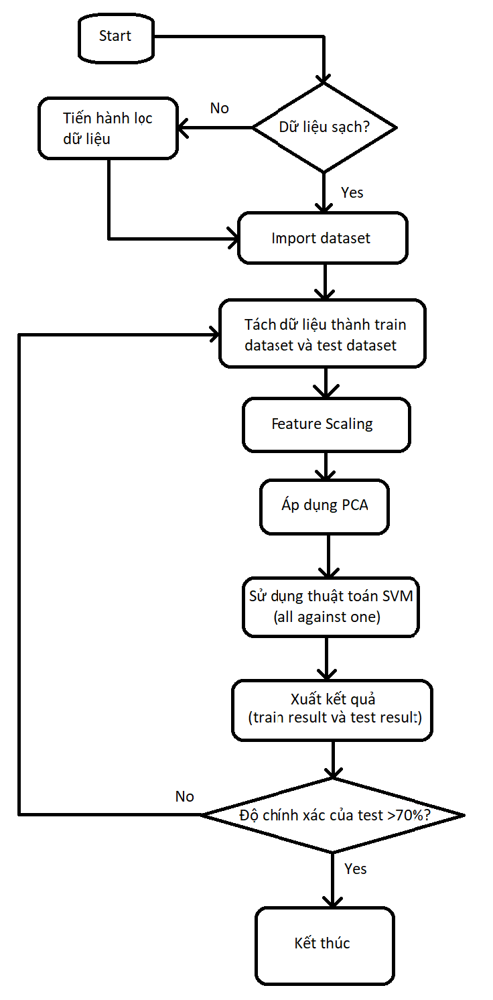 Start
Dữ liệu sạch?
No
Tiến hành lọc
dữ liệu
Yes
Import dataset
Tách dữ liệu thành train
dataset và test dataset
Feature Scaling
Áp dụng PCA
Sử dụng thuật toán SVM
(all against one)
Xuất kết quả
(train result và test result)
Độ chính xác của test >70%?
No
Yes
Kết thúc